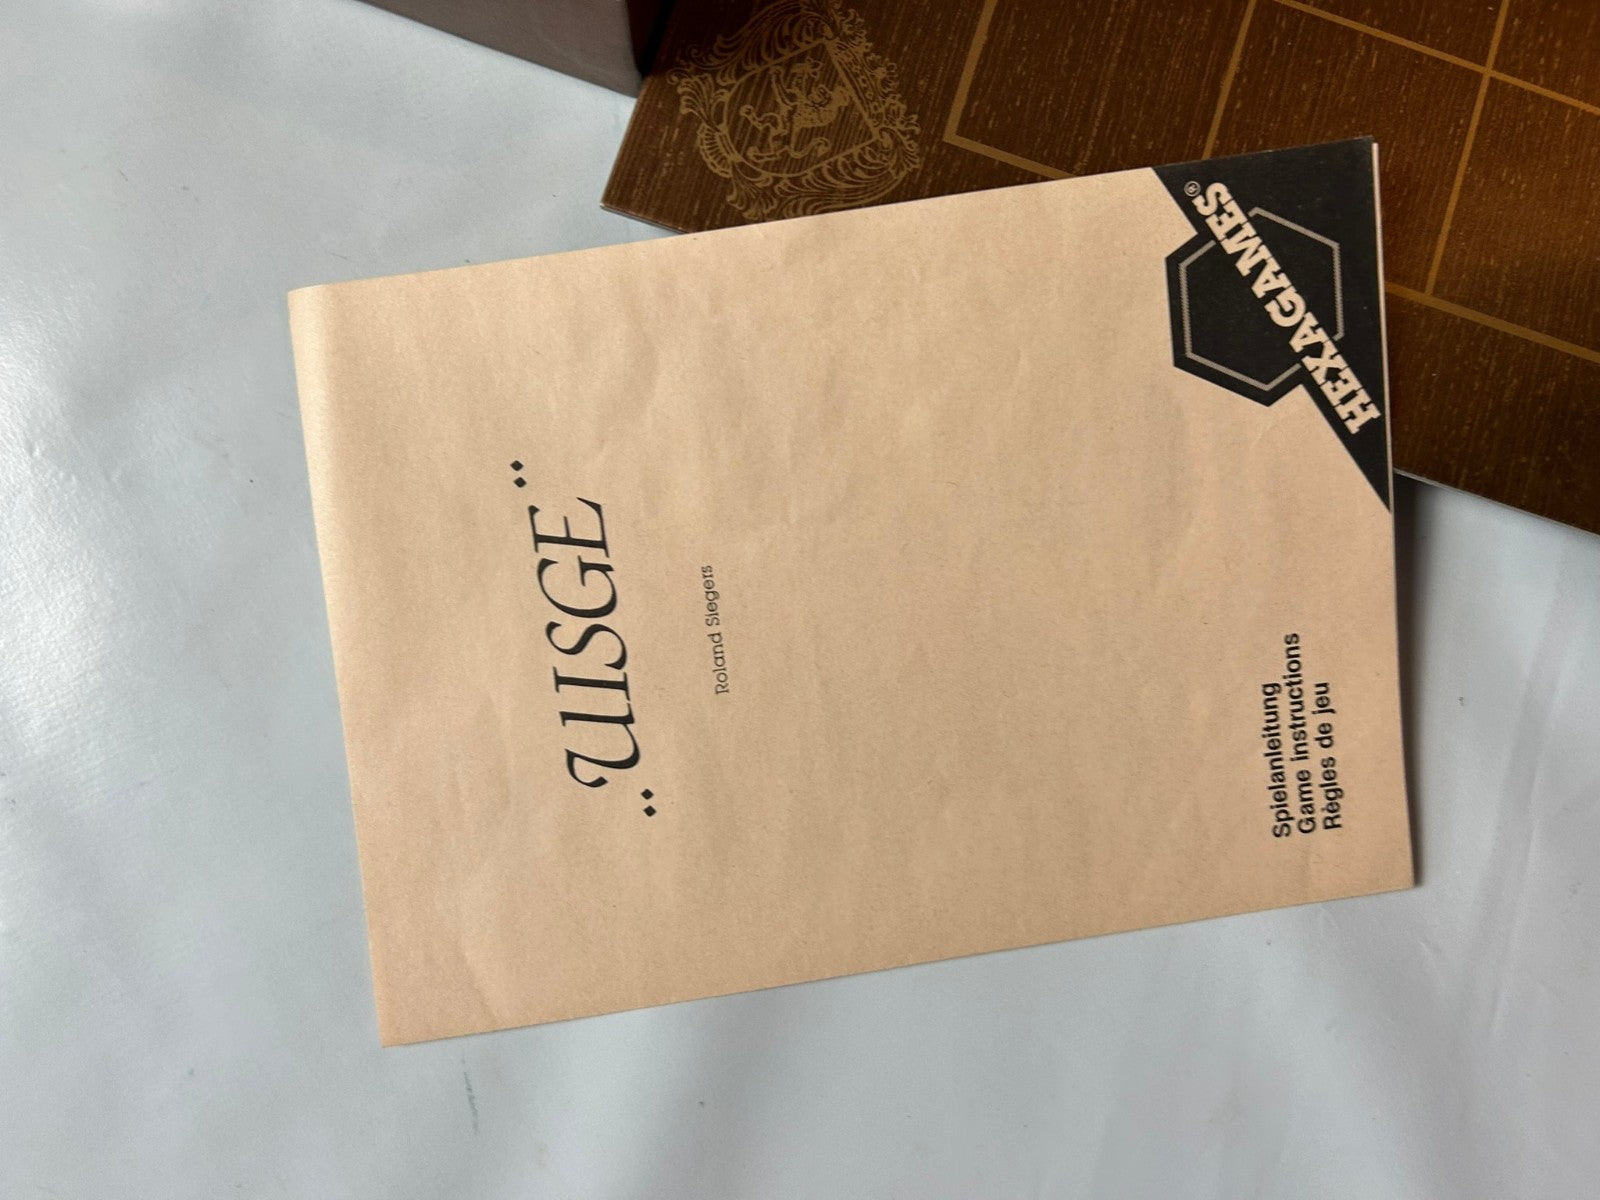 "UISGE"
Roland Siegers
Spielanleitung
Game instructions
Règles de jeu
HEXAGAMES®